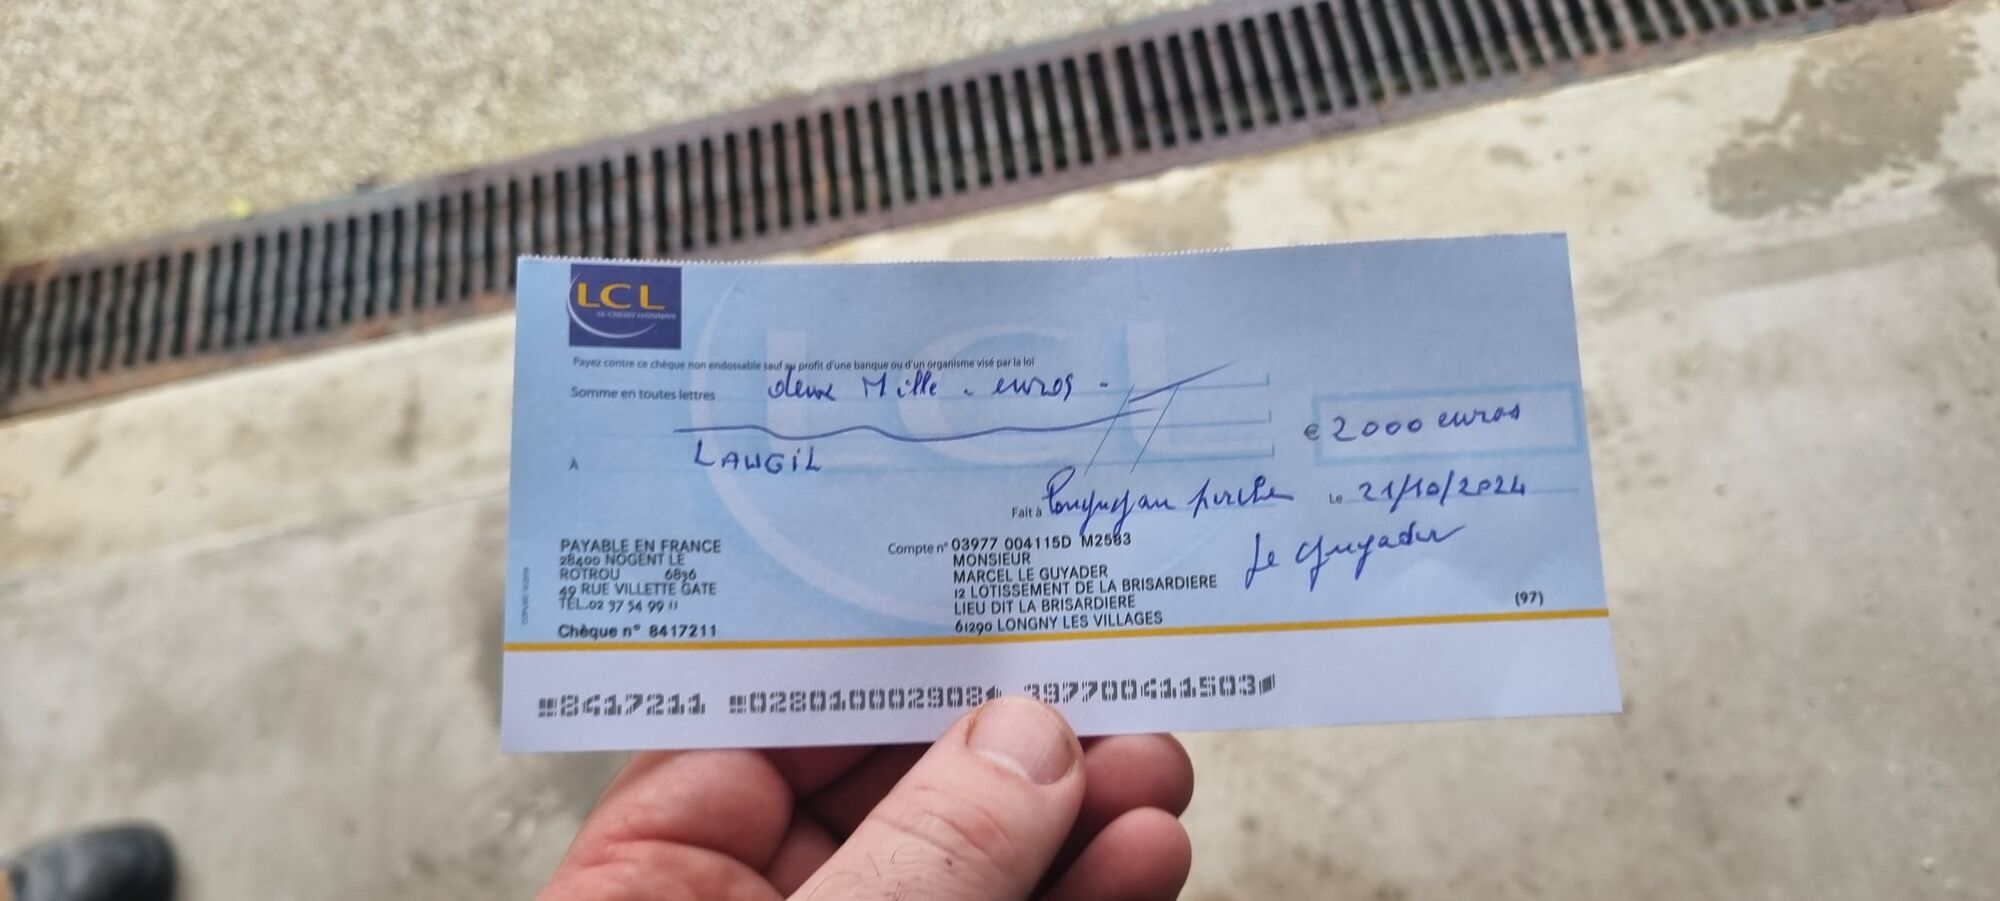 LCL
LE CREDIT LYONNAIS
Payez contre ce chèque non endossable sauf au profit d'une banque ou d'un organisme visé par la loi
Somme en toutes lettres deux Mille - euros -
€ 2000 euros
À LAWGIL
Fait à Le 21/10/2024
Le Guyader
PAYABLE EN FRANCE
28400 NOGENT LE
ROTROU 6836
49 RUE VILLETTE GATE
TEL.02 37 54 99 11
Chèque n° 8417211
Compte n° 03977 004115D M2583
MONSIEUR
MARCEL LE GUYADER
12 LOTISSEMENT DE LA BRISARDIERE
LIEU DIT LA BRISARDIERE
61290 LONGNY LES VILLAGES
(97)
8417211 028010002908 397700411503